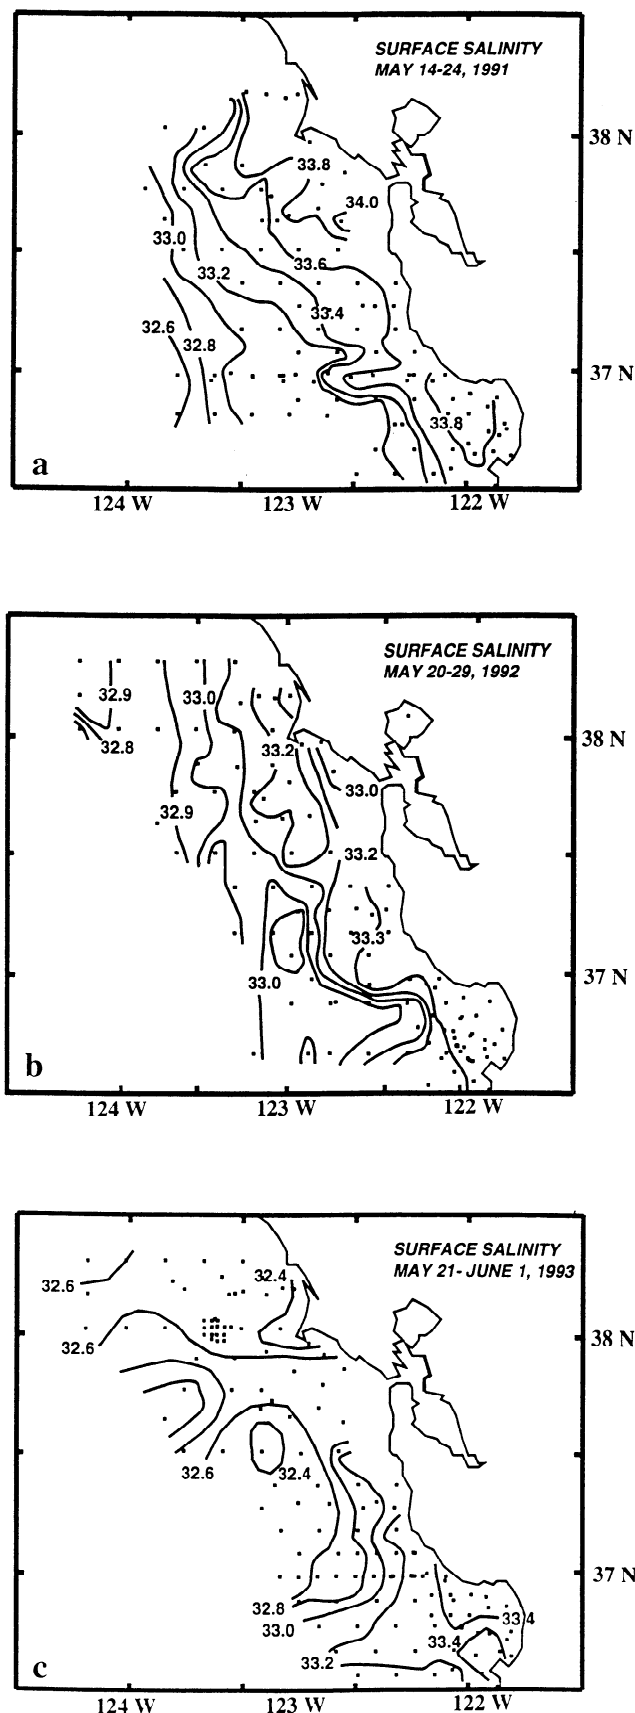 SURFACE SALINITY
MAY 14-24, 1991
38 N
33.8
34.0
33.0
33.6
33.2
33.4
32.6
32.8
37 N
33.8
a
124 W 123 W 122 W
SURFACE SALINITY
MAY 20-29, 1992
32.9 33.0
32.8 33.2 38 N
33.0
32.9
33.2
33.3
33.0 37 N
b
124 W 123 W 122 W
SURFACE SALINITY
MAY 21- JUNE 1, 1993
32.4
32.6
32.6 38 N
32.6 32.4
37 N
32.8
33.4
33.0
33.4
33.2
c
124 W 123 W 122 W